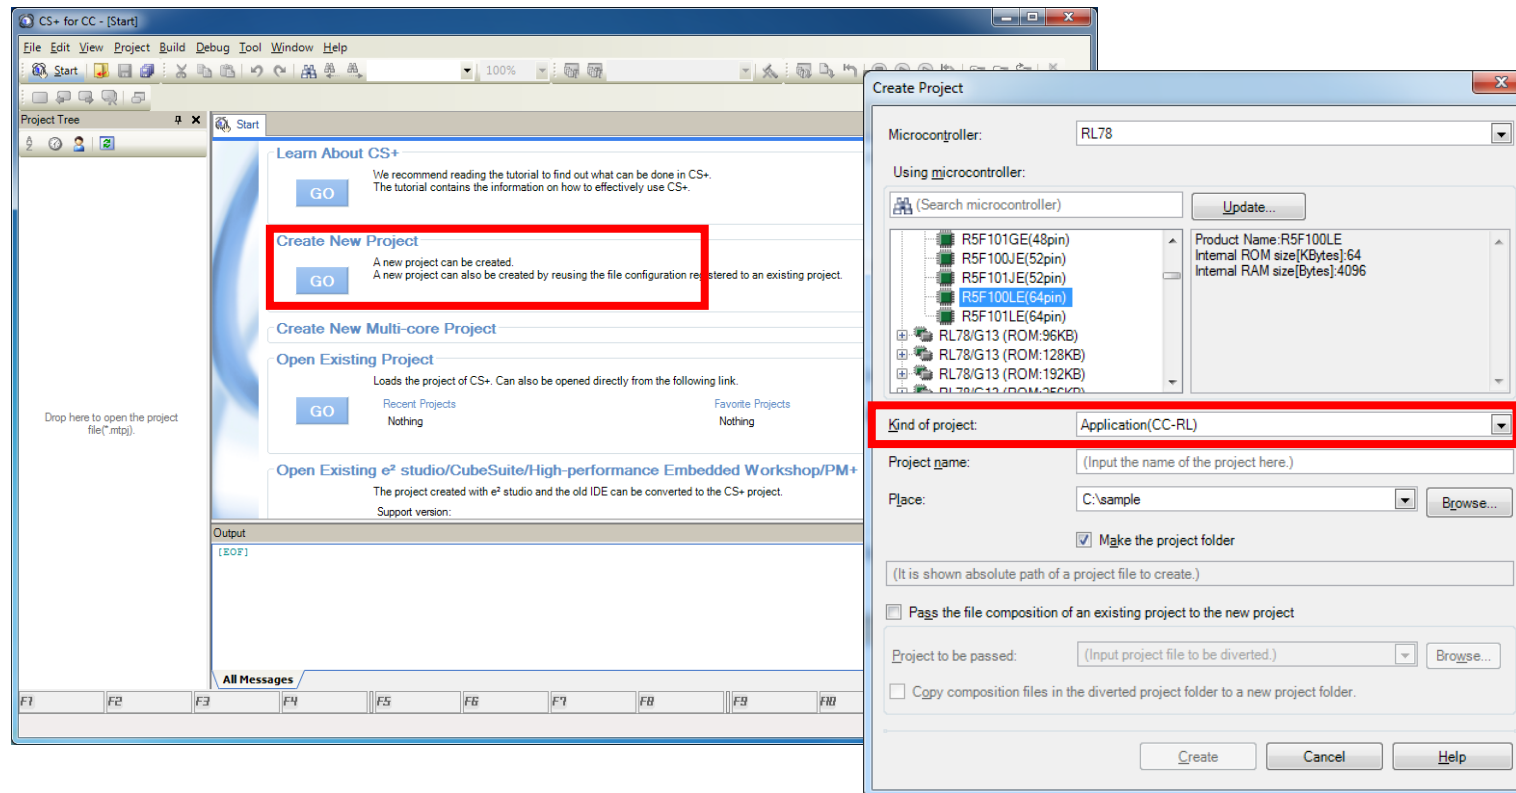 CS+ for CC - [Start]
File Edit View Project Build Debug Tool Window Help
Start
100%
Project Tree
Start
Learn About CS+
We recommend reading the tutorial to find out what can be done in CS+.
The tutorial contains the information on how to effectively use CS+.
GO
Create New Project
A new project can be created.
A new project can also be created by reusing the file configuration registered to an existing project.
GO
Create New Multi-core Project
Open Existing Project
Loads the project of CS+. Can also be opened directly from the following link.
GO
Recent Projects
Favorite Projects
Nothing
Nothing
Open Existing e² studio/CubeSuite/High-performance Embedded Workshop/PM+
The project created with e² studio and the old IDE can be converted to the CS+ project.
Support version:
Drop here to open the project
file(*.mtpj).
Output
[EOF]
All Messages
F1 F2 F3 F4 F5 F6 F7 F8 F9 F10
Create Project
Microcontroller:
RL78
Using microcontroller:
(Search microcontroller)
Update...
R5F101GE(48pin)
R5F100JE(52pin)
R5F101JE(52pin)
R5F100LE(64pin)
R5F101LE(64pin)
RL78/G13 (ROM:96KB)
RL78/G13 (ROM:128KB)
RL78/G13 (ROM:192KB)
RL78/G13 (ROM:256KB)
Product Name:R5F100LE
Internal ROM size[KBytes]:64
Internal RAM size[Bytes]:4096
Kind of project:
Application(CC-RL)
Project name:
(Input the name of the project here.)
Place:
C:\sample
Browse...
Make the project folder
(It is shown absolute path of a project file to create.)
Pass the file composition of an existing project to the new project
Project to be passed:
(Input project file to be diverted.)
Browse...
Copy composition files in the diverted project folder to a new project folder.
Create
Cancel
Help